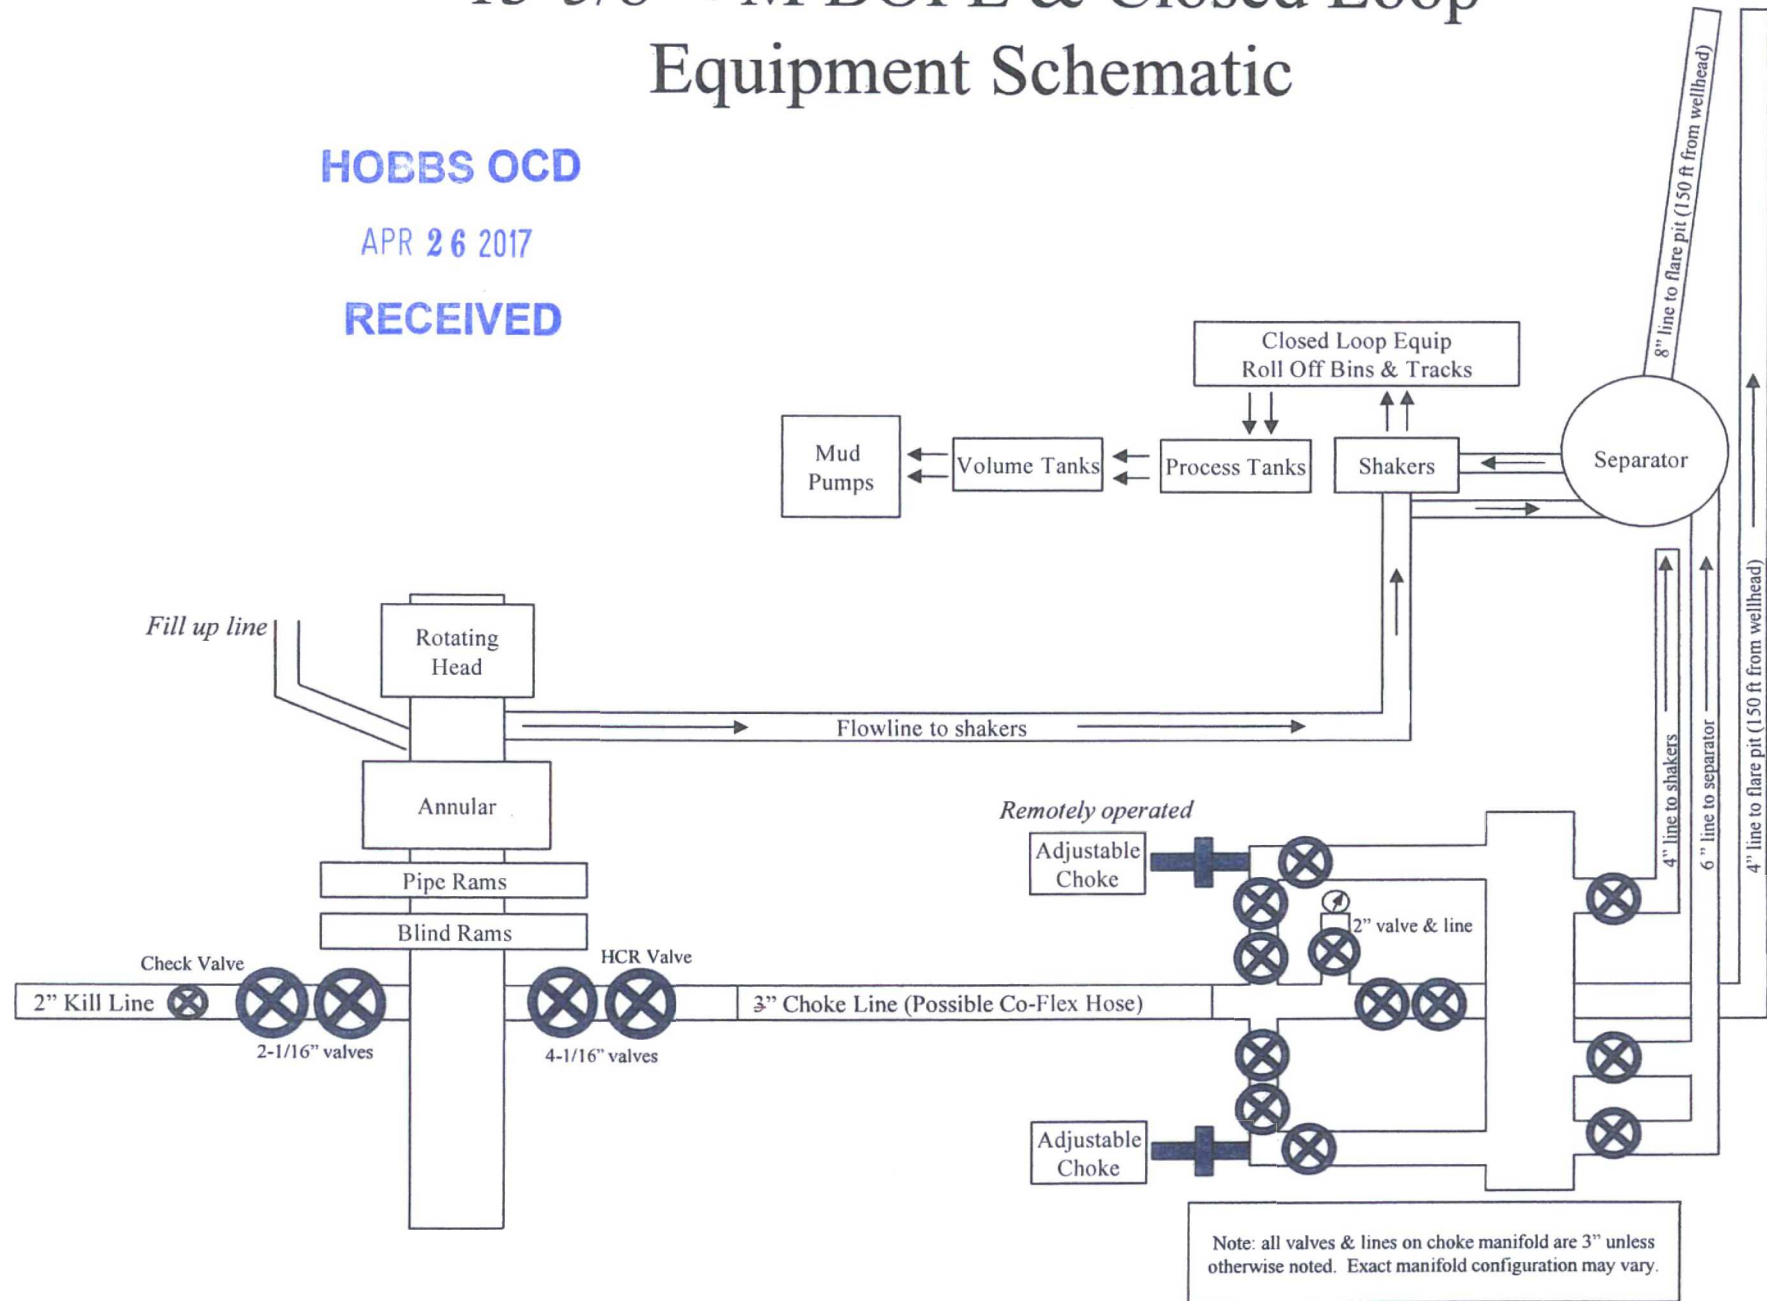 Equipment Schematic
HOBBS OCD
APR 26 2017
RECEIVED
8” line to flare pit (150 ft from wellhead)
Closed Loop Equip
Roll Off Bins & Tracks
Mud
Pumps
Volume Tanks
Process Tanks
Shakers
Separator
Fill up line
Rotating
Head
Flowline to shakers
Annular
Pipe Rams
Blind Rams
Remotely operated
Adjustable
Choke
2” valve & line
4” line to shakers
6 ” line to separator
4” line to flare pit (150 ft from wellhead)
Check Valve
HCR Valve
2” Kill Line
3” Choke Line (Possible Co-Flex Hose)
2-1/16” valves
4-1/16” valves
Adjustable
Choke
Note: all valves & lines on choke manifold are 3” unless
otherwise noted. Exact manifold configuration may vary.